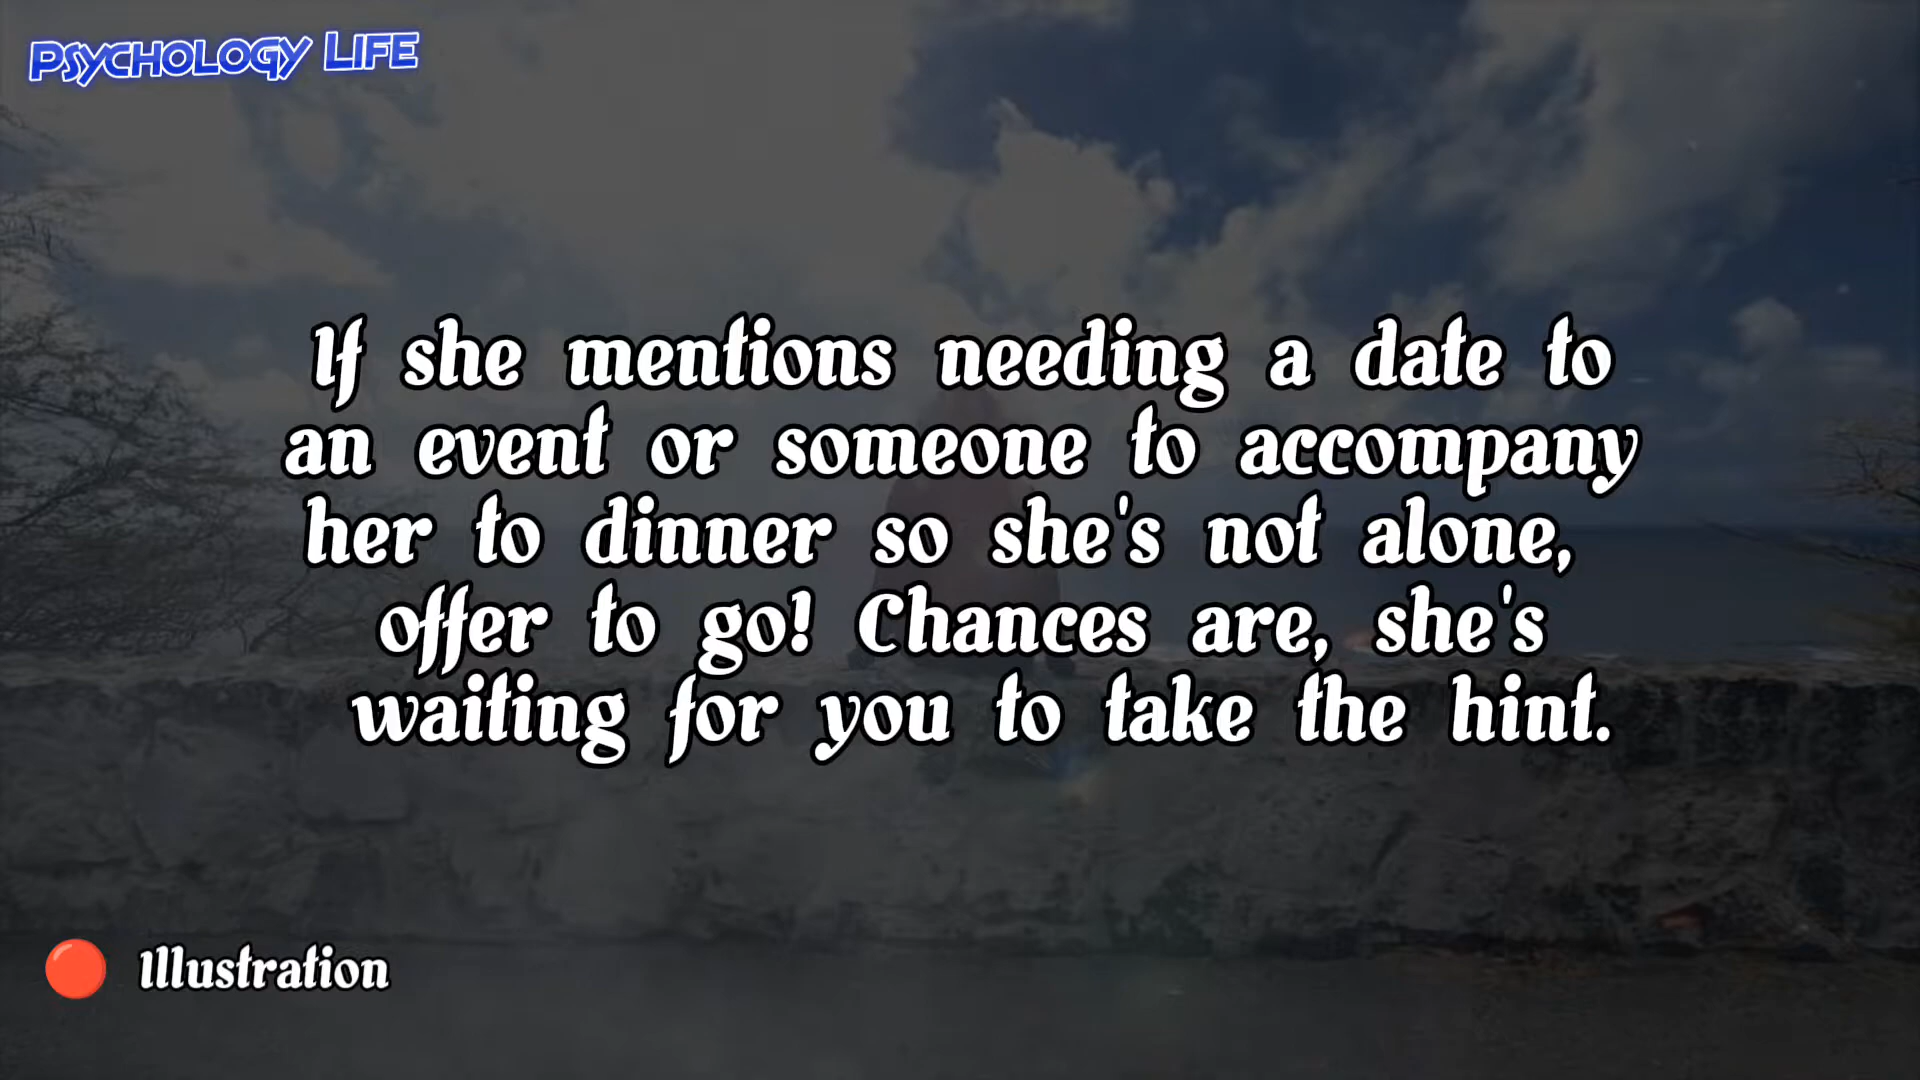 PSYCHOLOGY LIFE
If she mentions needing a date to
an event or someone to accompany
her to dinner so she's not alone,
offer to go! Chances are, she's
waiting for you to take the hint.
Illustration